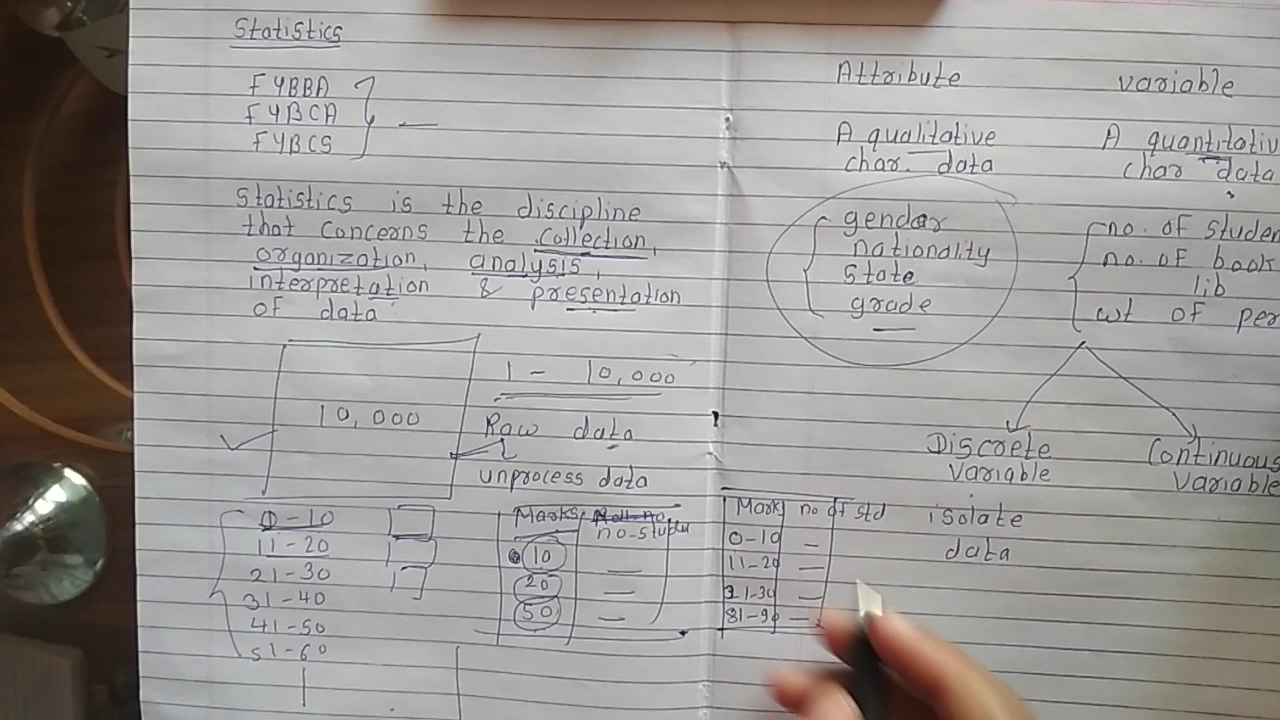 Statistics
FYBBA
FYBCA
FYBCS
Statistics is the discipline
that concerns the collection,
organization, analysis,
interpretation & presentation
of data
10,000
1 - 10,000
Raw data
unprocess data
0-10
11-20
21-30
31-40
41-50
51-60
Marks
10
20
50
Attribute
A qualitative
char. data
gender
nationality
state
grade
variable
A quantitativ
char data
no. of studen
no. of book
lib
wt of per
Discrete
variable
Continuous
variable
Mark no of std
0-10
11-20
21-30
81-90
isolate
data